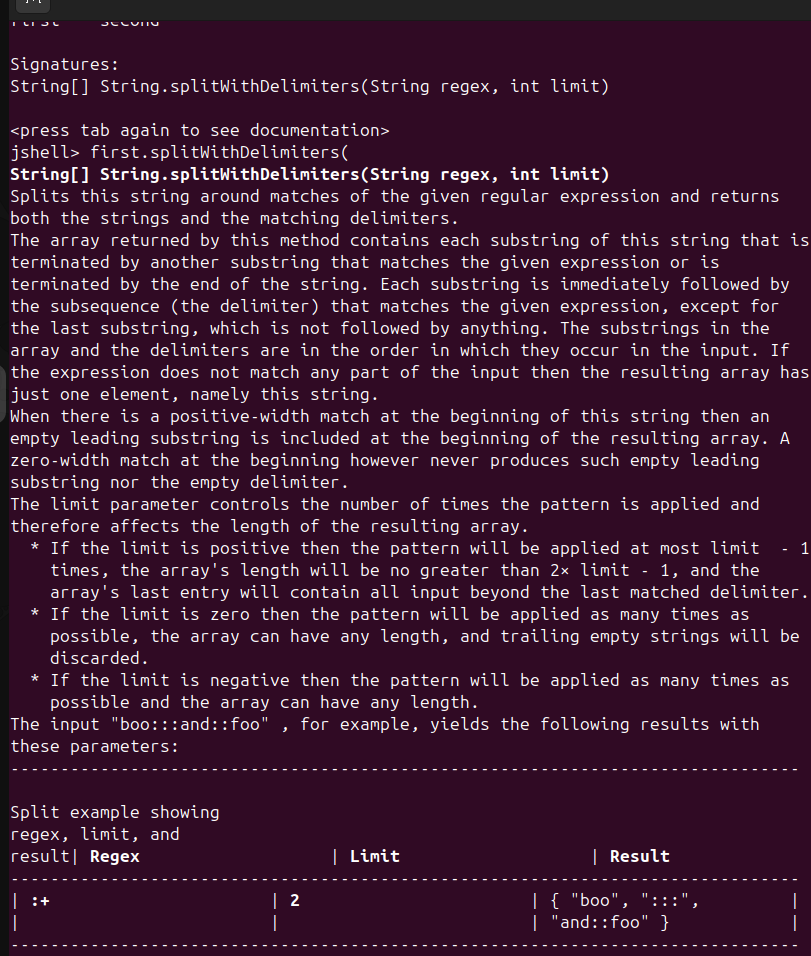 first    second
Signatures:
String[] String.splitWithDelimiters(String regex, int limit)
<press tab again to see documentation>
jshell> first.splitWithDelimiters(
String[] String.splitWithDelimiters(String regex, int limit)
Splits this string around matches of the given regular expression and returns
both the strings and the matching delimiters.
The array returned by this method contains each substring of this string that is
terminated by another substring that matches the given expression or is
terminated by the end of the string. Each substring is immediately followed by
the subsequence (the delimiter) that matches the given expression, except for
the last substring, which is not followed by anything. The substrings in the
array and the delimiters are in the order in which they occur in the input. If
the expression does not match any part of the input then the resulting array has
just one element, namely this string.
When there is a positive-width match at the beginning of this string then an
empty leading substring is included at the beginning of the resulting array. A
zero-width match at the beginning however never produces such empty leading
substring nor the empty delimiter.
The limit parameter controls the number of times the pattern is applied and
therefore affects the length of the resulting array.
  * If the limit is positive then the pattern will be applied at most limit  - 1
    times, the array's length will be no greater than 2× limit - 1, and the
    array's last entry will contain all input beyond the last matched delimiter.
  * If the limit is zero then the pattern will be applied as many times as
    possible, the array can have any length, and trailing empty strings will be
    discarded.
  * If the limit is negative then the pattern will be applied as many times as
    possible and the array can have any length.
The input "boo:::and::foo" , for example, yields the following results with
these parameters:
-------------------------------------------------------------------------------
Split example showing
regex, limit, and
result| Regex                   | Limit                   | Result
-------------------------------------------------------------------------------
| :+                      | 2                       | { "boo", ":::",         |
|                         |                         | "and::foo" }            |
-------------------------------------------------------------------------------